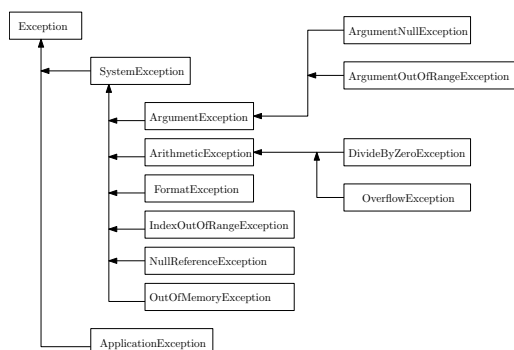 Exception
ArgumentNullException
SystemException
ArgumentOutOfRangeException
ArgumentException
ArithmeticException
DivideByZeroException
FormatException
OverflowException
IndexOutOfRangeException
NullReferenceException
OutOfMemoryException
ApplicationException